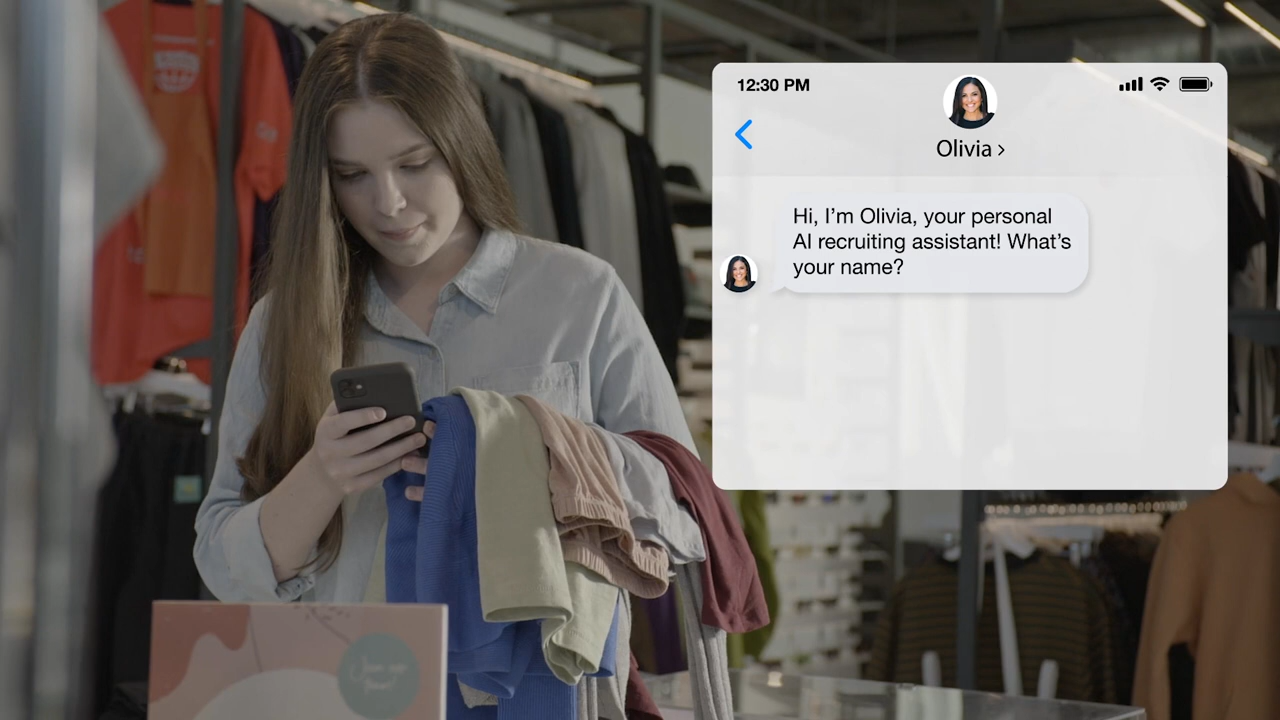 12:30 PM
Olivia ›
Hi, I’m Olivia, your personal
AI recruiting assistant! What’s
your name?